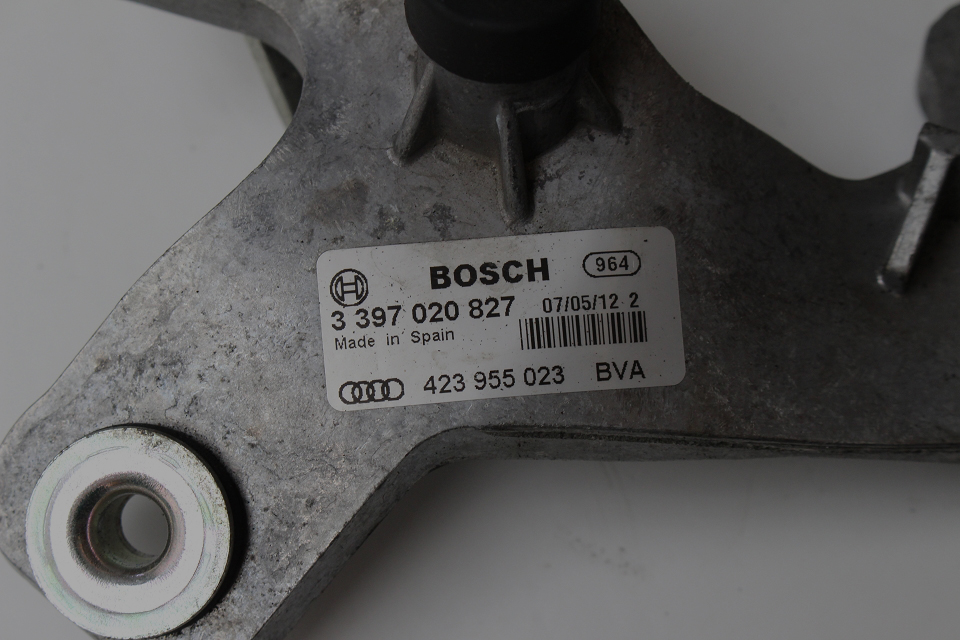 BOSCH 964
3 397 020 827 07/05/12 2
Made in Spain
423 955 023 BVA